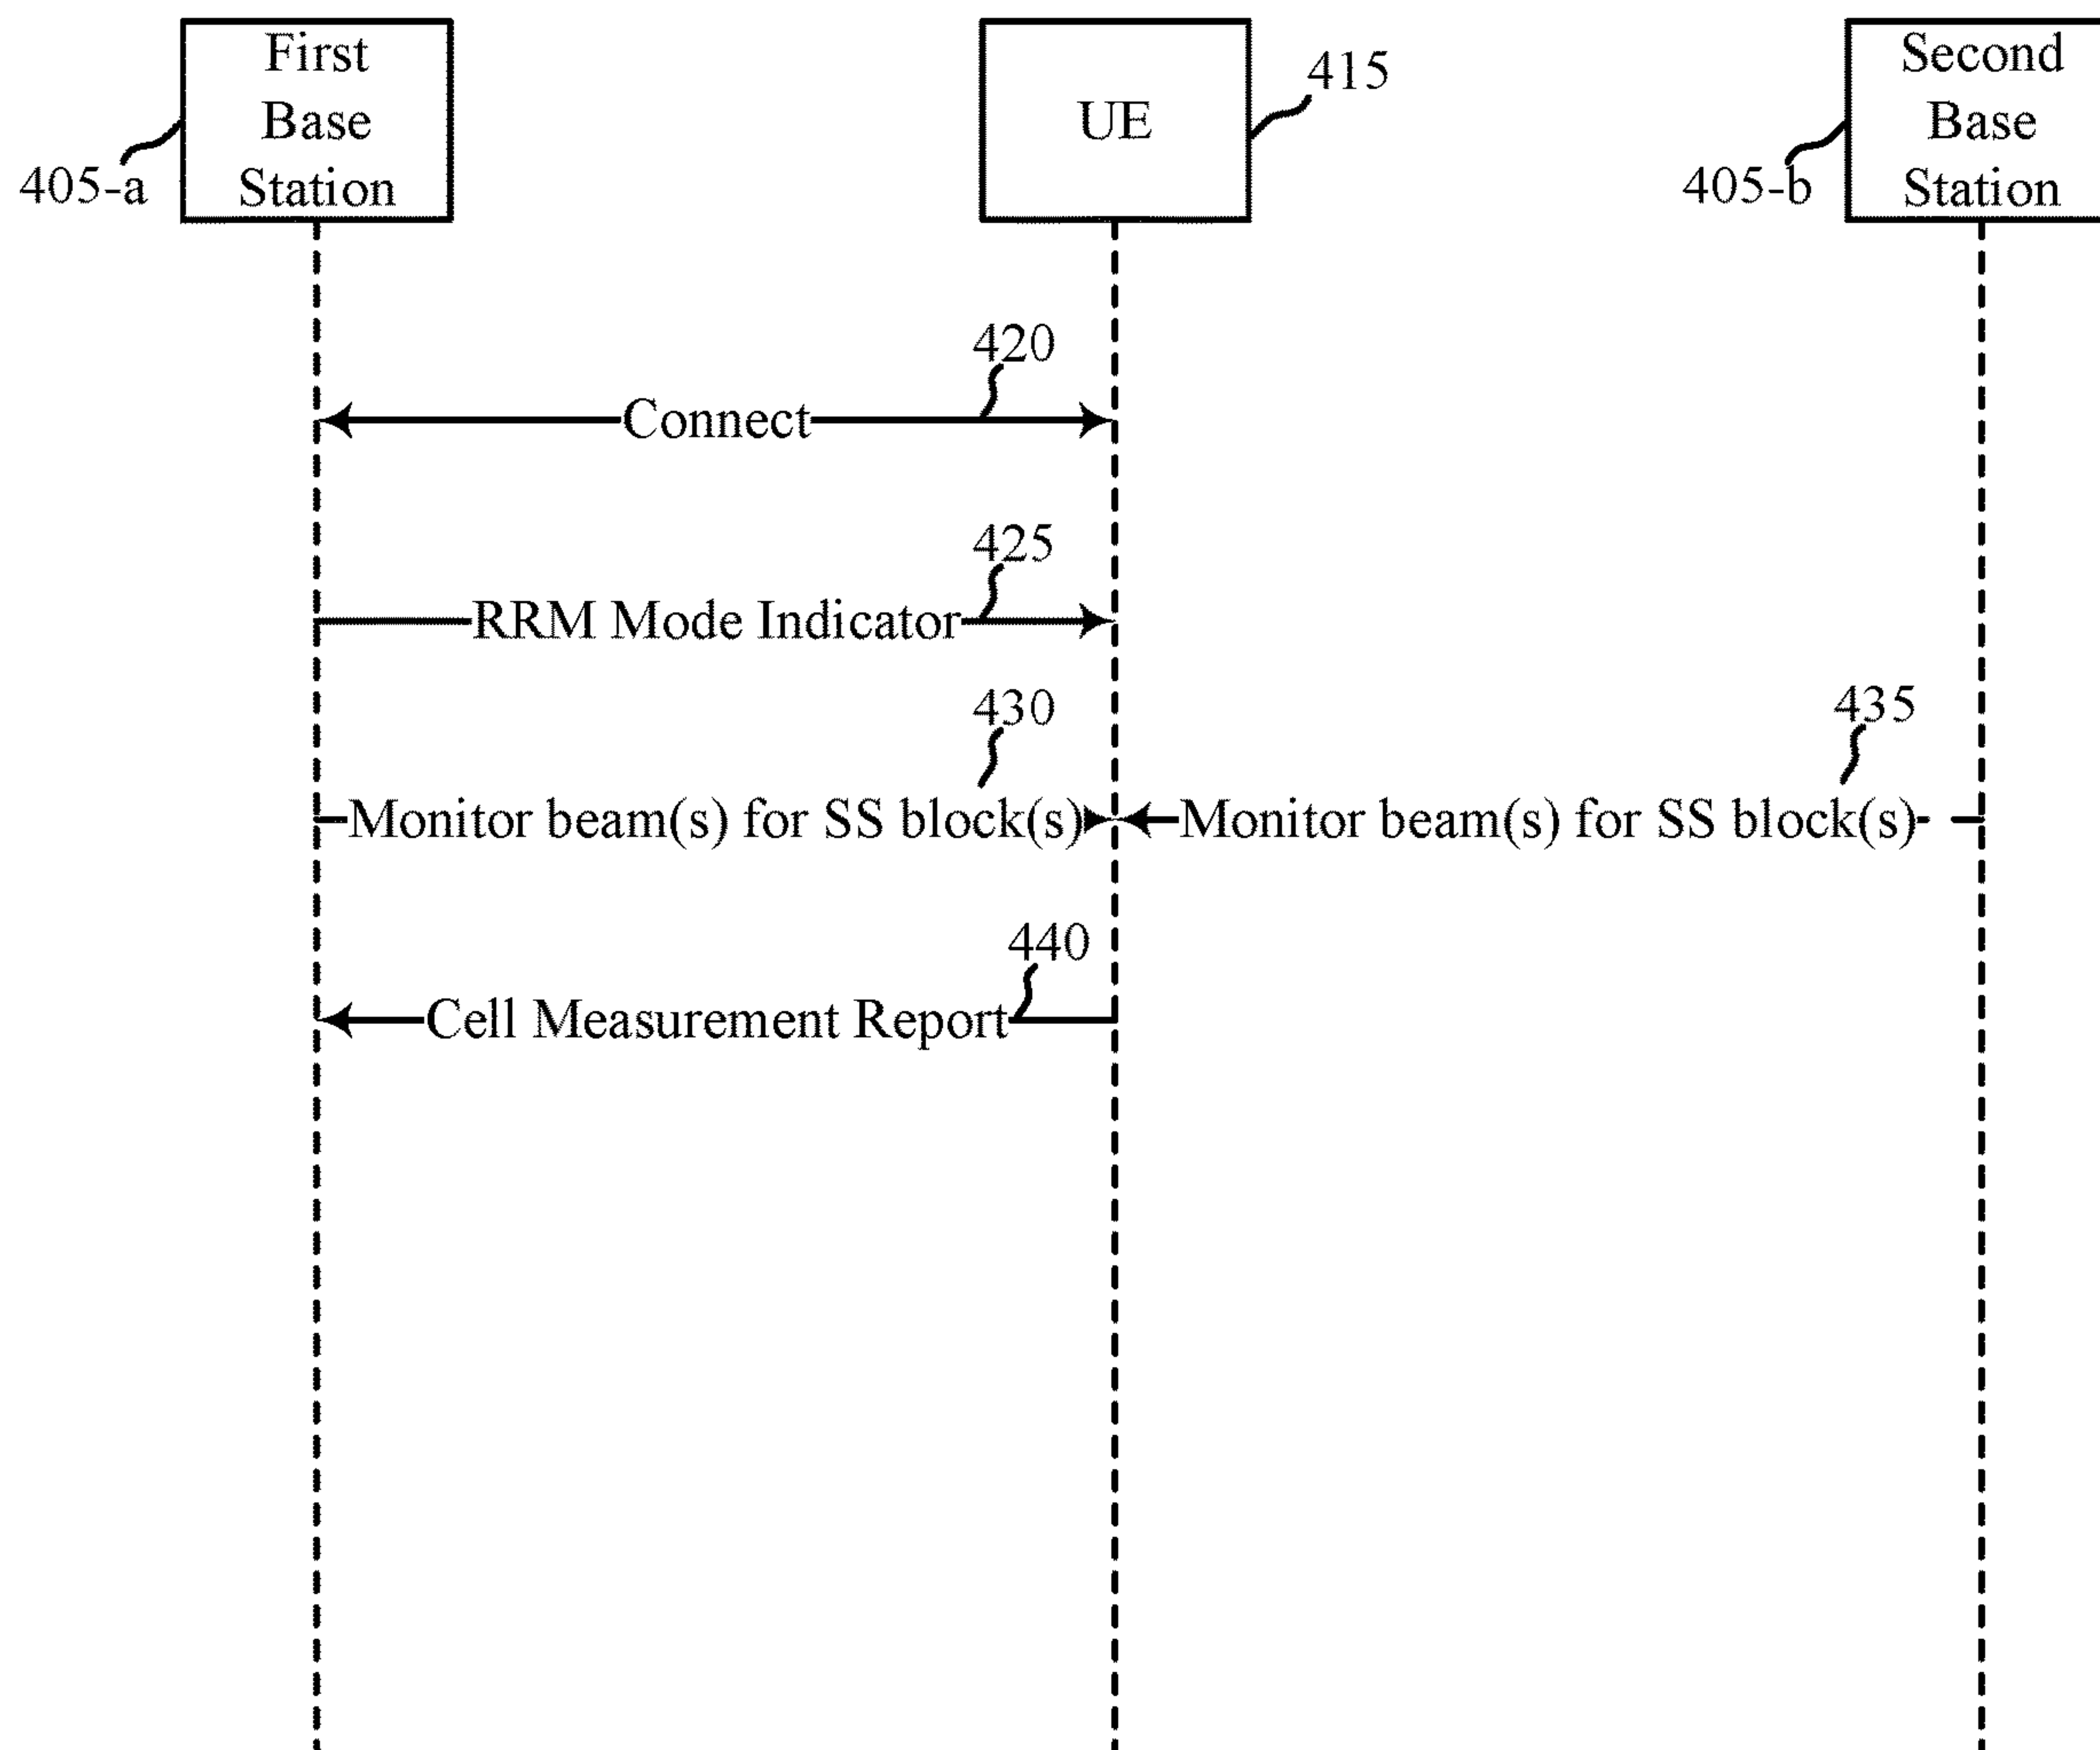 First
Base
Station
405-a
UE
415
Second
Base
Station
405-b
420
Connect
425
RRM Mode Indicator
430
Monitor beam(s) for SS block(s)
435
Monitor beam(s) for SS block(s)
440
Cell Measurement Report